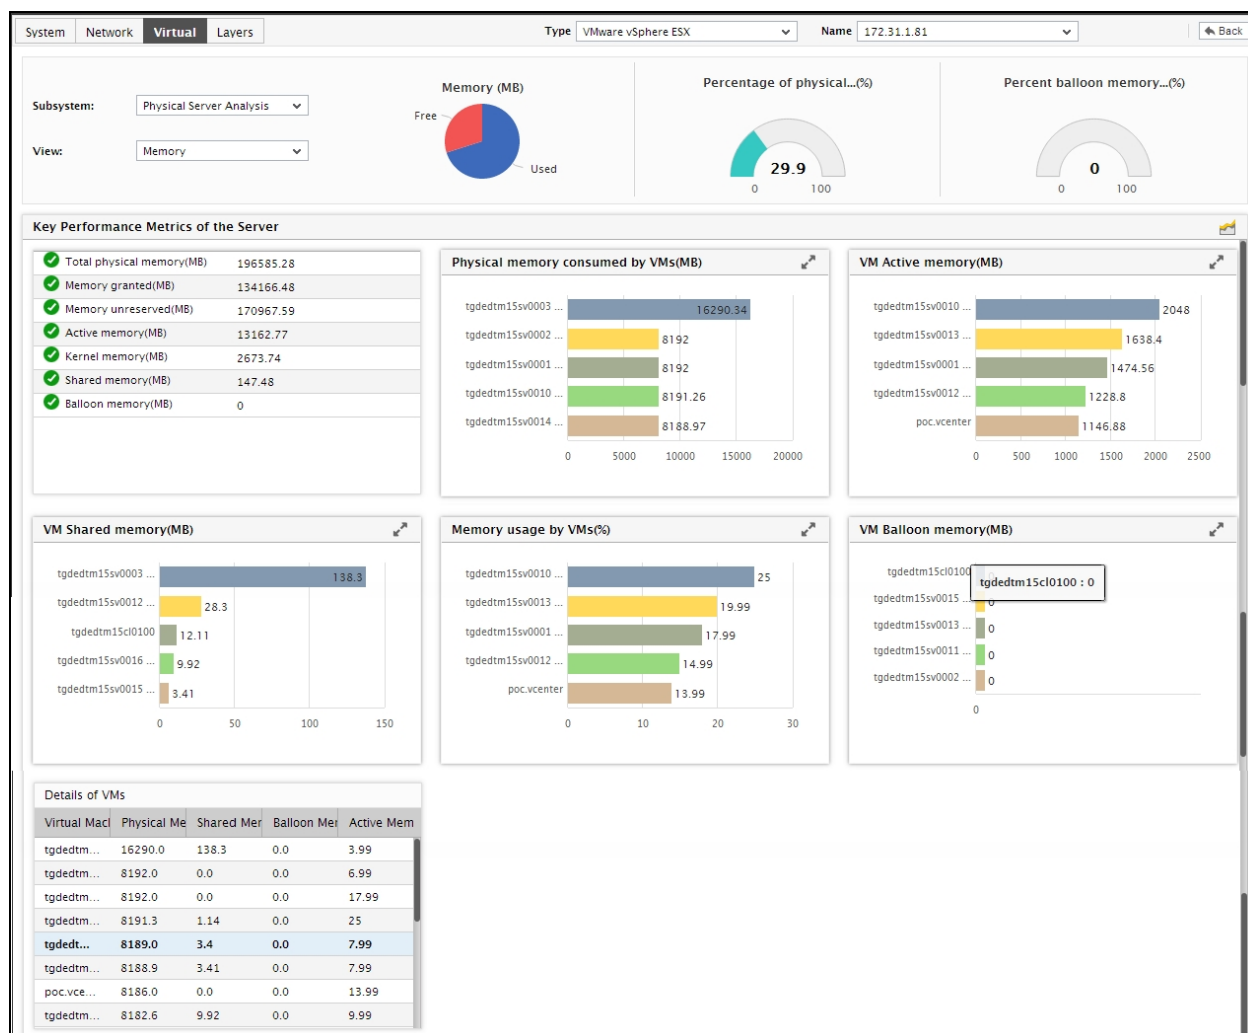 System Network Virtual Layers Type VMware vSphere ESX Name 172.31.1.81 Back
Memory (MB) Percentage of physical...(%) Percent balloon memory...(%)
Subsystem: Physical Server Analysis
Free
View: Memory
Used
29.9
0 100
0
0 100
Key Performance Metrics of the Server
Total physical memory(MB) 196585.28
Memory granted(MB) 134166.48
Memory unreserved(MB) 170967.59
Active memory(MB) 13162.77
Kernel memory(MB) 2673.74
Shared memory(MB) 147.48
Balloon memory(MB) 0
Physical memory consumed by VMs(MB)
tgdedtm15sv0003 ... 16290.34
tgdedtm15sv0002 ... 8192
tgdedtm15sv0001 ... 8192
tgdedtm15sv0010 ... 8191.26
tgdedtm15sv0014 ... 8188.97
0 5000 10000 15000 20000
VM Active memory(MB)
tgdedtm15sv0010 ... 2048
tgdedtm15sv0013 ... 1638.4
tgdedtm15sv0001 ... 1474.56
tgdedtm15sv0012 ... 1228.8
poc.vcenter 1146.88
0 500 1000 1500 2000 2500
VM Shared memory(MB)
tgdedtm15sv0003 ... 138.3
tgdedtm15sv0012 ... 28.3
tgdedtm15cl0100 12.11
tgdedtm15sv0016 ... 9.92
tgdedtm15sv0015 ... 3.41
0 50 100 150
Memory usage by VMs(%)
tgdedtm15sv0010 ... 25
tgdedtm15sv0013 ... 19.99
tgdedtm15sv0001 ... 17.99
tgdedtm15sv0012 ... 14.99
poc.vcenter 13.99
0 10 20 30
VM Balloon memory(MB)
tgdedtm15cl0100
tgdedtm15cl0100 : 0
tgdedtm15sv0015 ... 0
tgdedtm15sv0013 ... 0
tgdedtm15sv0011 ... 0
tgdedtm15sv0002 ... 0
0
Details of VMs
Virtual Macl Physical Me Shared Mer Balloon Mer Active Mem
tgdedtm... 16290.0 138.3 0.0 3.99
tgdedtm... 8192.0 0.0 0.0 6.99
tgdedtm... 8192.0 0.0 0.0 17.99
tgdedtm... 8191.3 1.14 0.0 25
tgdedt... 8189.0 3.4 0.0 7.99
tgdedtm... 8188.9 3.41 0.0 7.99
poc.vce... 8186.0 0.0 0.0 13.99
tgdedtm... 8182.6 9.92 0.0 9.99